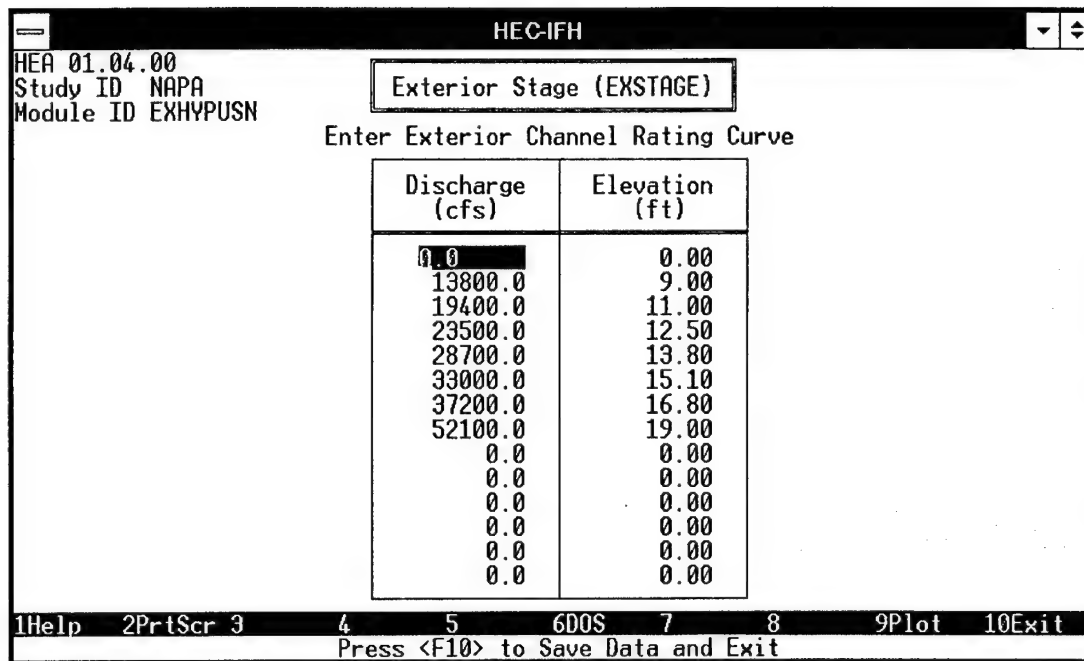 HEC-IFH
HEA 01.04.00
Study ID NAPA
Module ID EXHYPUSN
Exterior Stage (EXSTAGE)
Enter Exterior Channel Rating Curve
Discharge (cfs) Elevation (ft)
0.0 0.00
13800.0 9.00
19400.0 11.00
23500.0 12.50
28700.0 13.80
33000.0 15.10
37200.0 16.80
52100.0 19.00
0.0 0.00
0.0 0.00
0.0 0.00
0.0 0.00
0.0 0.00
0.0 0.00
1Help 2PrtScr 3 4 5 6DOS 7 8 9Plot 10Exit
Press <F10> to Save Data and Exit